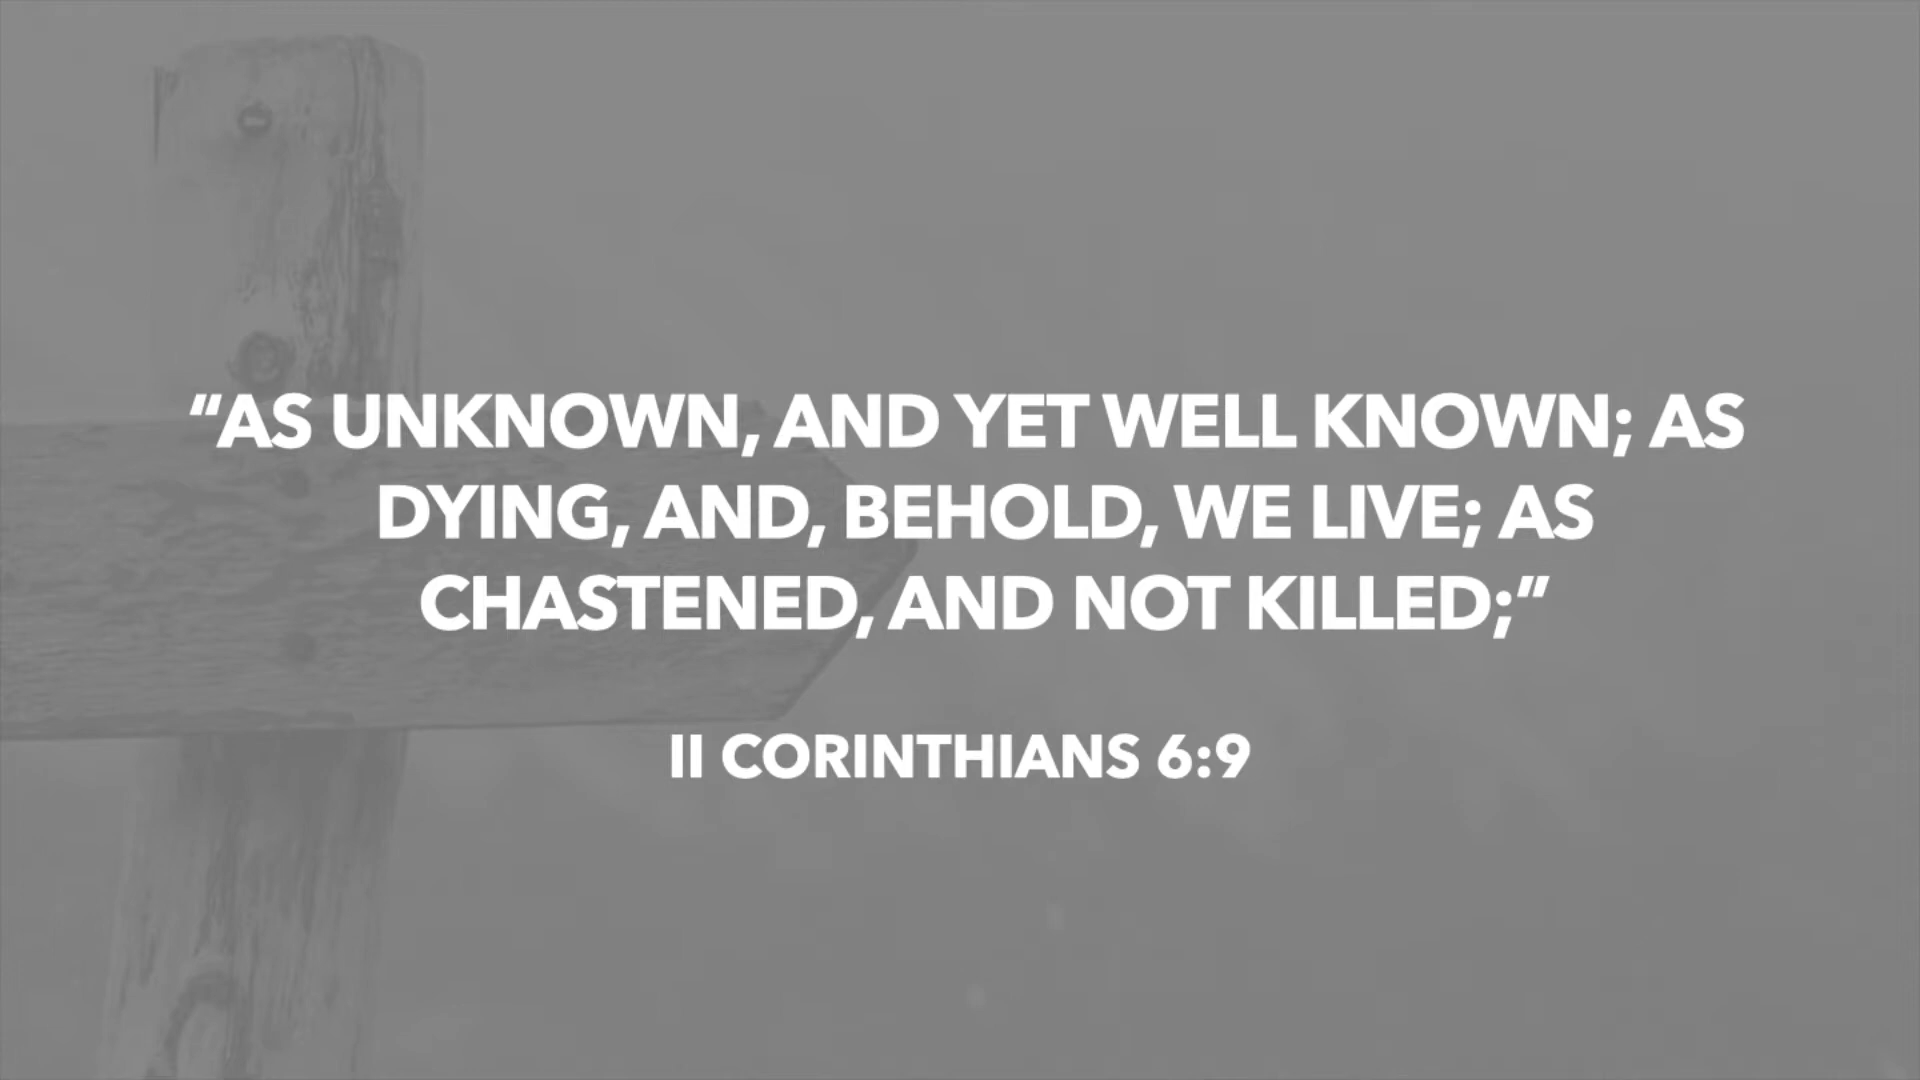 “AS UNKNOWN, AND YET WELL KNOWN; AS
DYING, AND, BEHOLD, WE LIVE; AS
CHASTENED, AND NOT KILLED;”
II CORINTHIANS 6:9